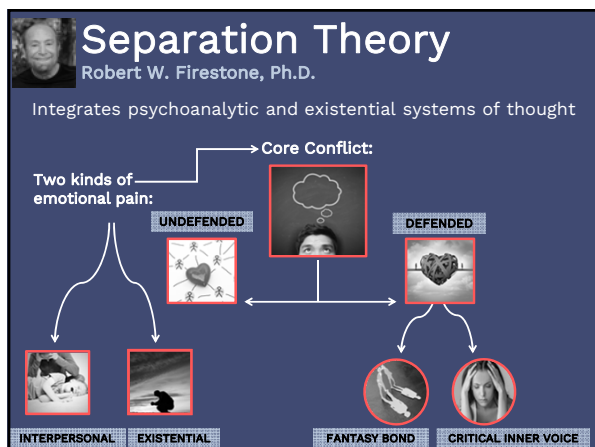 Separation Theory
Robert W. Firestone, Ph.D.
Integrates psychoanalytic and existential systems of thought
Core Conflict:
Two kinds of
emotional pain:
UNDEFENDED
DEFENDED
INTERPERSONAL
EXISTENTIAL
FANTASY BOND
CRITICAL INNER VOICE